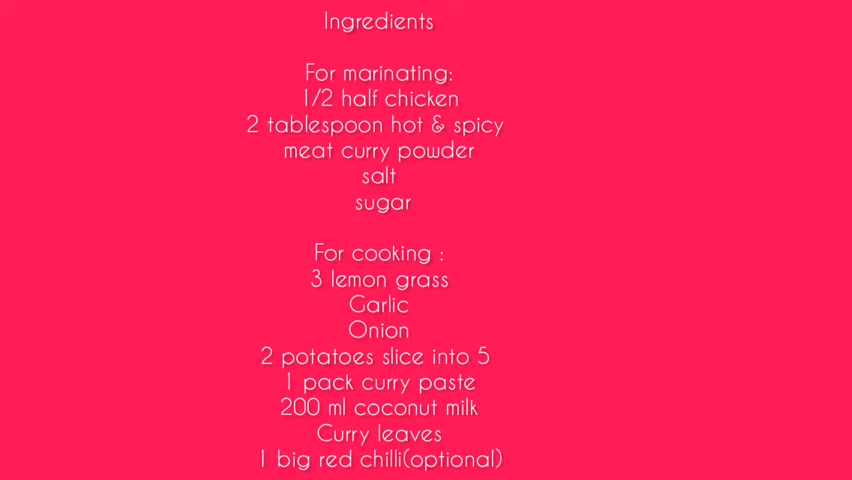 Ingredients
For marinating:
1/2 half chicken
2 tablespoon hot & spicy
meat curry powder
salt
sugar
For cooking :
3 lemon grass
Garlic
Onion
2 potatoes slice into 5
1 pack curry paste
200 ml coconut milk
Curry leaves
1 big red chilli(optional)